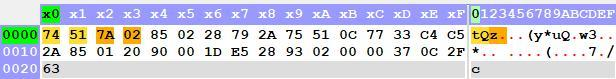 x0 x1 x2 x3 x4 x5 x6 x7 x8 x9 xA xB xC xD xE xF 0123456789ABCDEF
0000 74 51 7A 02 85 02 28 79 2A 75 51 0C 77 33 C4 C5 tQz...(y*uQ.w3..
0010 2A 85 01 20 90 00 1D E5 28 93 02 00 00 37 0C 2F *.. ....(....7./
0020 63 c